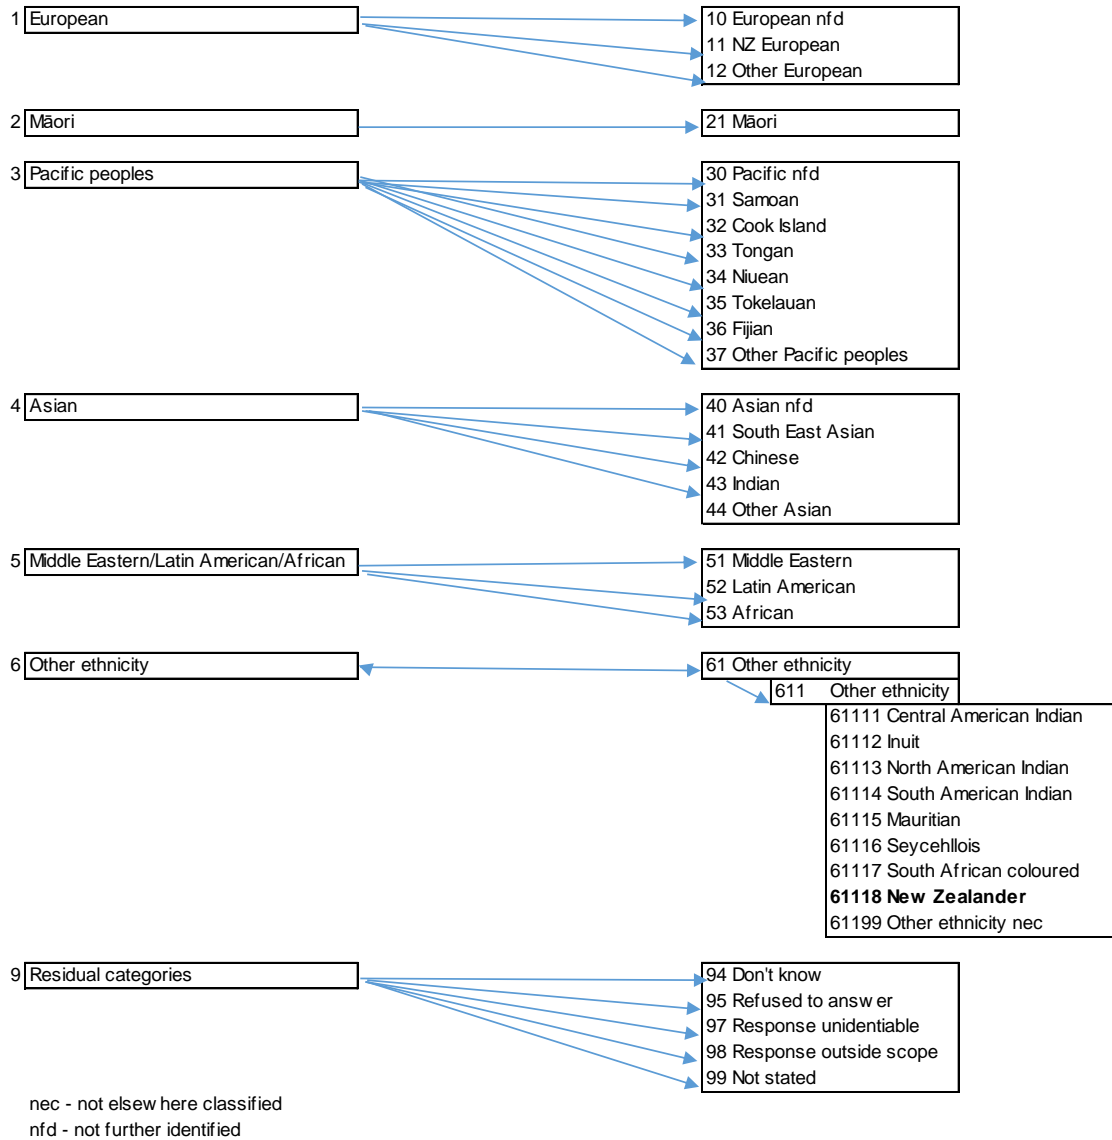 1 European
10 European nfd
11 NZ European
12 Other European
2 Māori
21 Māori
3 Pacific peoples
30 Pacific nfd
31 Samoan
32 Cook Island
33 Tongan
34 Niuean
35 Tokelauan
36 Fijian
37 Other Pacific peoples
4 Asian
40 Asian nfd
41 South East Asian
42 Chinese
43 Indian
44 Other Asian
5 Middle Eastern/Latin American/African
51 Middle Eastern
52 Latin American
53 African
6 Other ethnicity
61 Other ethnicity
611 Other ethnicity
61111 Central American Indian
61112 Inuit
61113 North American Indian
61114 South American Indian
61115 Mauritian
61116 Seycehllois
61117 South African coloured
61118 New Zealander
61199 Other ethnicity nec
9 Residual categories
94 Don't know
95 Refused to answer
97 Response unidentiable
98 Response outside scope
99 Not stated
nec - not elsewhere classified
nfd - not further identified